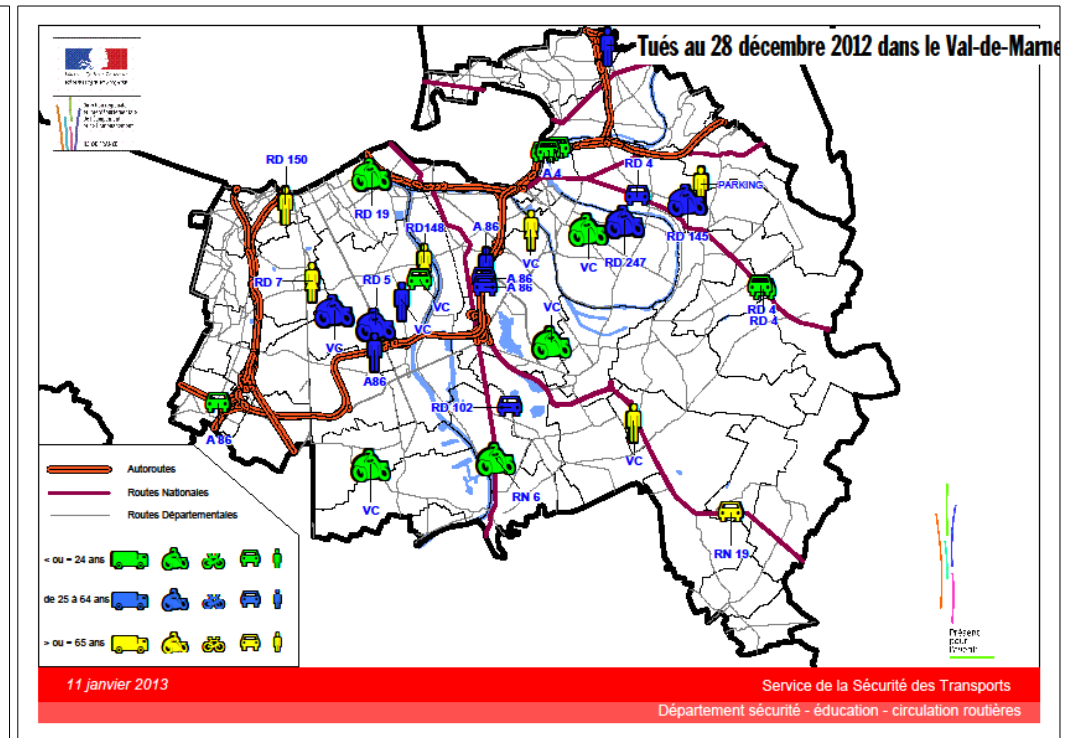 Tués au 28 décembre 2012 dans le Val-de-Marne
RD 150
A 4
RD 4
PARKING
RD 19
RD148
A 86
VC
VC
RD 247
RD 145
RD 7
RD 5
A 86
A 86
VC
VC
VC
RD 4
RD 4
VG
A86
RD 102
A 86
VC
VC
RN 6
RN 19
Autoroutes
Routes Nationales
Routes Départementales
< ou = 24 ans
de 25 à 64 ans
> ou = 65 ans
Présent
pour
l'avenir
11 janvier 2013
Service de la Sécurité des Transports
Département sécurité - éducation - circulation routières